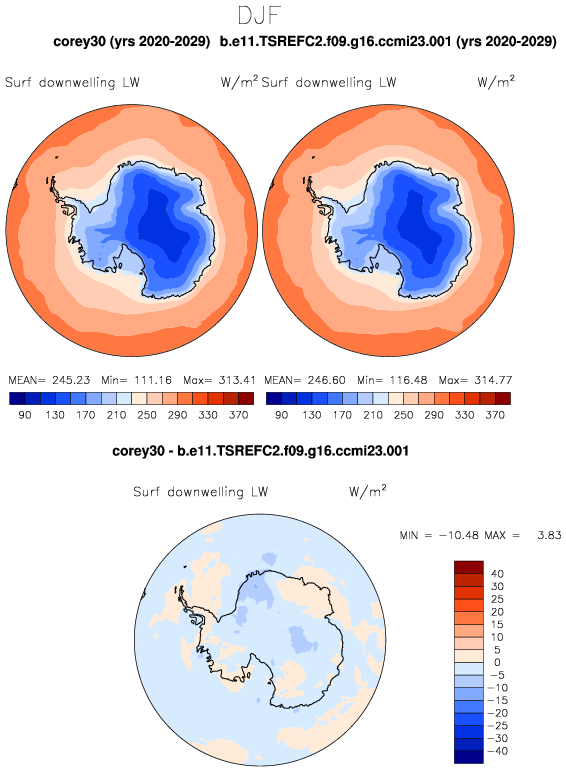 DJF
corey30 (yrs 2020-2029) b.e11.TSREFC2.f09.g16.ccmi23.001 (yrs 2020-2029)
Surf downwelling LW W/m² Surf downwelling LW W/m²
MEAN= 245.23 Min= 111.16 Max= 313.41 MEAN= 246.60 Min= 116.48 Max= 314.77
90 130 170 210 250 290 330 370 90 130 170 210 250 290 330 370
corey30 - b.e11.TSREFC2.f09.g16.ccmi23.001
Surf downwelling LW W/m²
MIN = -10.48 MAX = 3.83
40
30
25
20
15
10
5
0
-5
-10
-15
-20
-25
-30
-40